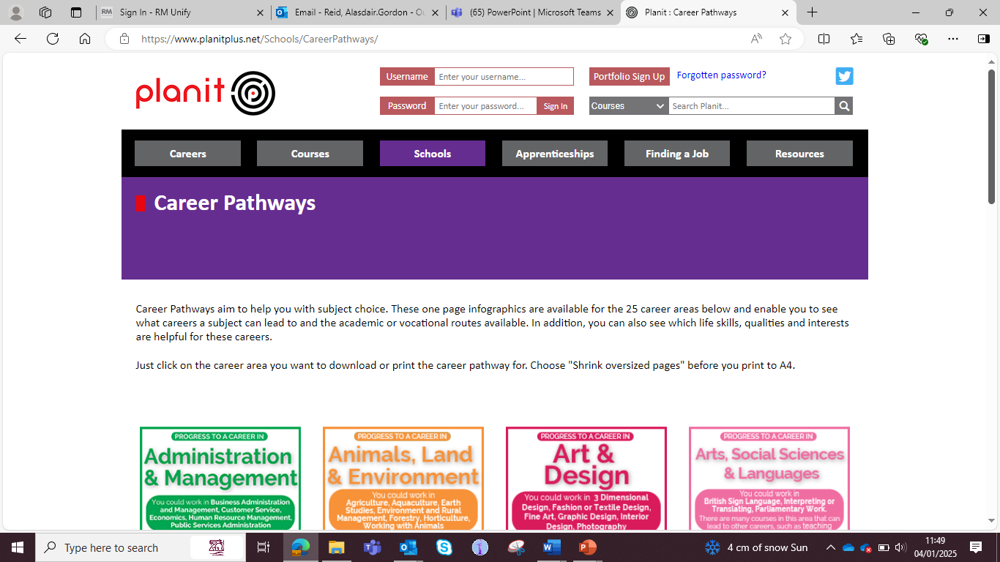 Sign In - RM Unify
Email - Reid, Alasdair.Gordon - Ou
(65) PowerPoint | Microsoft Teams
Planit : Career Pathways
https://www.planitplus.net/Schools/CareerPathways/
planit
Username
Enter your username...
Portfolio Sign Up
Forgotten password?
Password
Enter your password...
Sign In
Courses
Search Planit...
Careers
Courses
Schools
Apprenticeships
Finding a Job
Resources
Career Pathways
Career Pathways aim to help you with subject choice. These one page infographics are available for the 25 career areas below and enable you to see
what careers a subject can lead to and the academic or vocational routes available. In addition, you can also see which life skills, qualities and interests
are helpful for these careers.
Just click on the career area you want to download or print the career pathway for. Choose "Shrink oversized pages" before you print to A4.
PROGRESS TO A CAREER IN
Administration
& Management
You could work in Business Administration
and Management, Customer Service,
Economics, Human Resource Management,
Public Services Administration
PROGRESS TO A CAREER IN
Animals, Land
& Environment
You could work in
Agriculture, Aquaculture, Earth
Studies, Environment and Rural
Management, Forestry, Horticulture,
Working with Animals
PROGRESS TO A CAREER IN
Art &
Design
You could work in 3 Dimensional
Design, Fashion or Textile Design,
Fine Art, Graphic Design, Interior
Design, Photography
PROGRESS TO A CAREER IN
Arts, Social Sciences
& Languages
You could work in
British Sign Language, Interpreting or
Translating, Parliamentary Work.
There are many courses in this area that can
lead to other careers, such as teaching
Type here to search
4 cm of snow Sun
11:49
04/01/2025